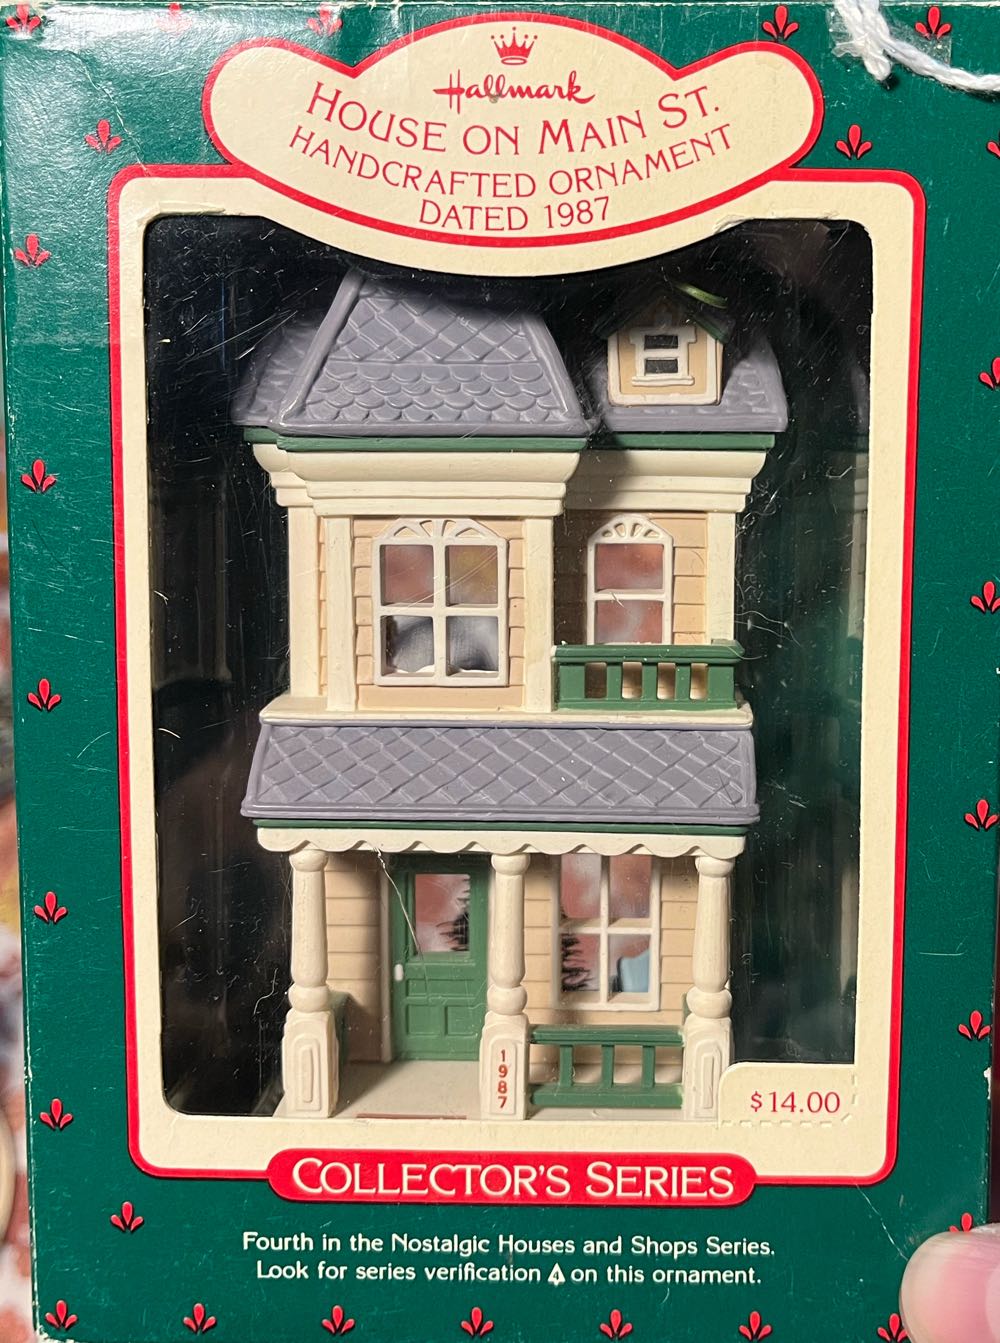 Hallmark
HOUSE ON MAIN ST.
HANDCRAFTED ORNAMENT
DATED 1987
1987
$14.00
COLLECTOR'S SERIES
Fourth in the Nostalgic Houses and Shops Series.
Look for series verification 4 on this ornament.